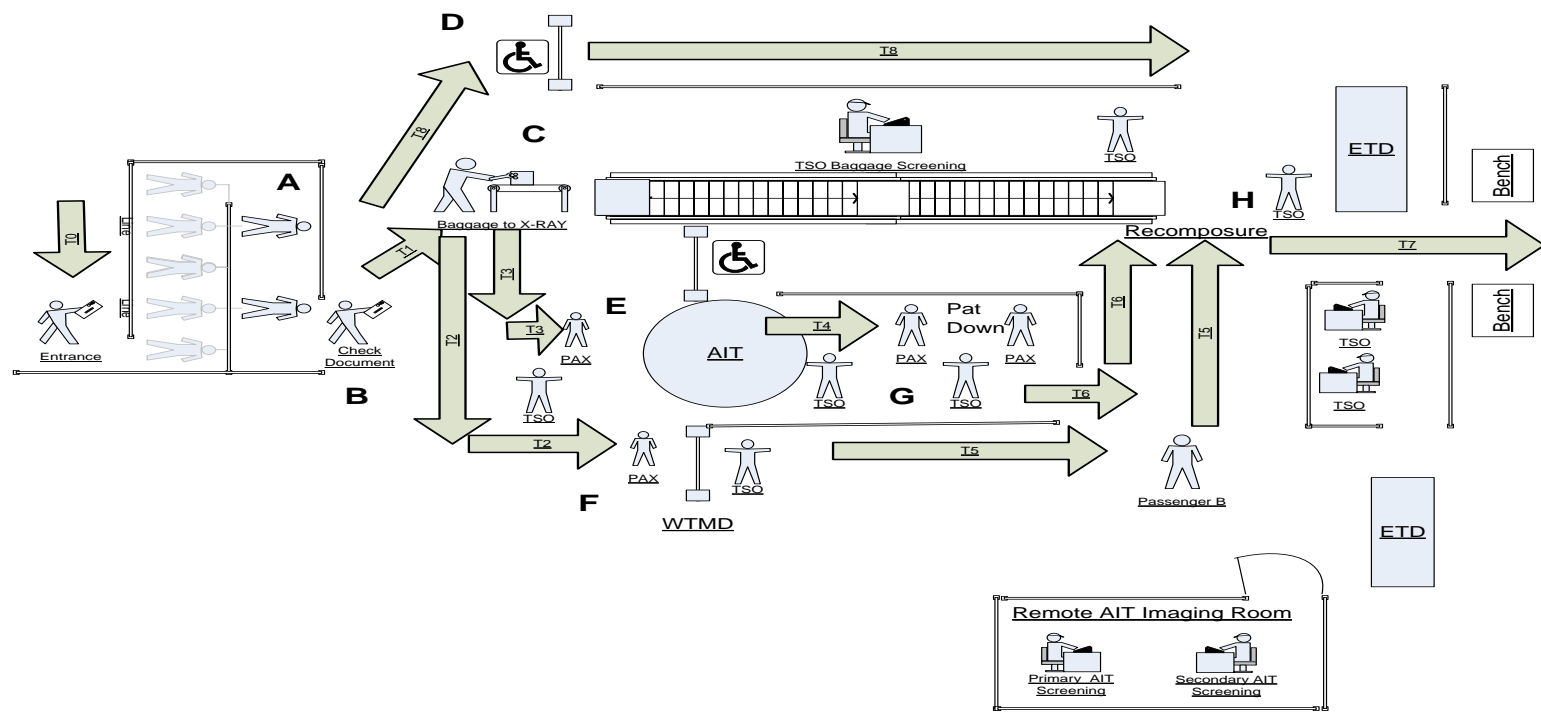 D
T8
T8
C
TSO
TSO Baggage Screening
ETD
Bench
A
T0
Line
Line
T1
Baggage to X-RAY
H
TSO
Recomposure
T7
T3
T3
E
PAX
T2
AIT
T4
Pat
Down
PAX
PAX
T6
T5
TSO
TSO
Bench
Entrance
Check
Document
B
TSO
TSO
G
TSO
T6
T2
PAX
F
TSO
WTMD
T5
Passenger B
ETD
Remote AIT Imaging Room
Primary AIT
Screening
Secondary AIT
Screening